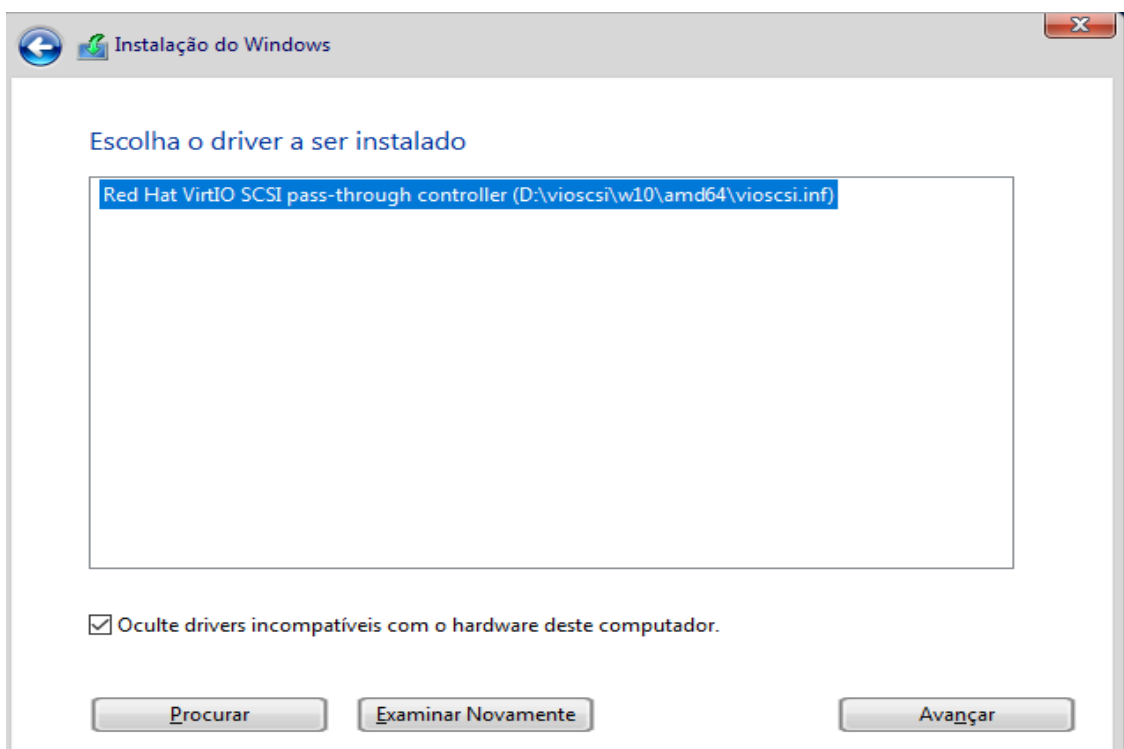 Instalação do Windows
Escolha o driver a ser instalado
Red Hat VirtIO SCSI pass-through controller (D:\vioscsi\w10\amd64\vioscsi.inf)
Oculte drivers incompatíveis com o hardware deste computador.
Procurar Examinar Novamente Avançar